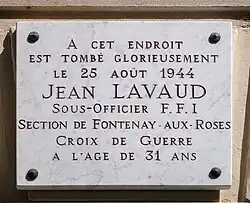 A CET ENDROIT
EST TOMBÉ GLORIEUSEMENT
LE 25 AOÛT 1944
JEAN LAVAUD
SOUS-OFFICIER F.F.I
SECTION DE FONTENAY-AUX-ROSES
CROIX DE GUERRE
A L'AGE DE 31 ANS